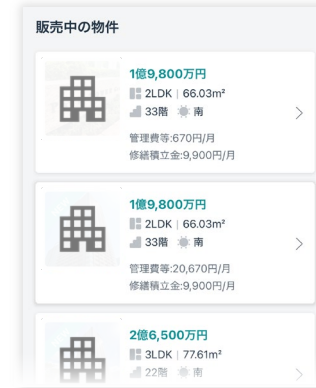 販売中の物件
1億9,800万円
2LDK | 66.03m²
33階 南
管理費等:670円/月
修繕積立金:9,900円/月
1億9,800万円
2LDK | 66.03m²
33階 南
管理費等:20,670円/月
修繕積立金:9,900円/月
2億6,500万円
3LDK | 77.61m²
22階 南